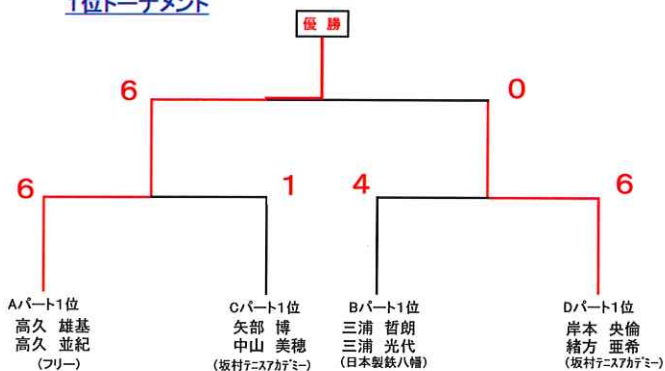 1位トーナメント
優 勝
6
0
6
1
4
6
Aパート1位
高久 雄基
高久 並紀
(フリー)
Cパート1位
矢部 博
中山 美穂
(坂村テニスアカデミー)
Bパート1位
三浦 哲朗
三浦 光代
(日本製鉄八幡)
Dパート1位
岸本 央倫
緒方 亜希
(坂村テニスアカデミー)